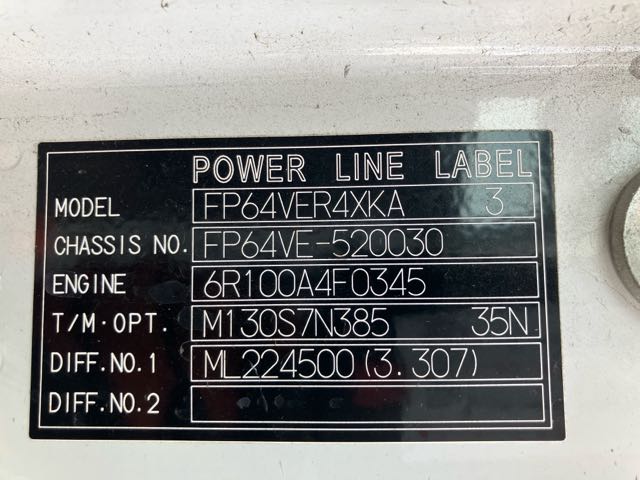 POWER LINE LABEL
MODEL FP64VER4XKA 3
CHASSIS NO. FP64VE-520030
ENGINE 6R100A4F0345
T/M·OPT. M130S7N385 35N
DIFF.NO.1 ML224500(3.307)
DIFF.NO.2